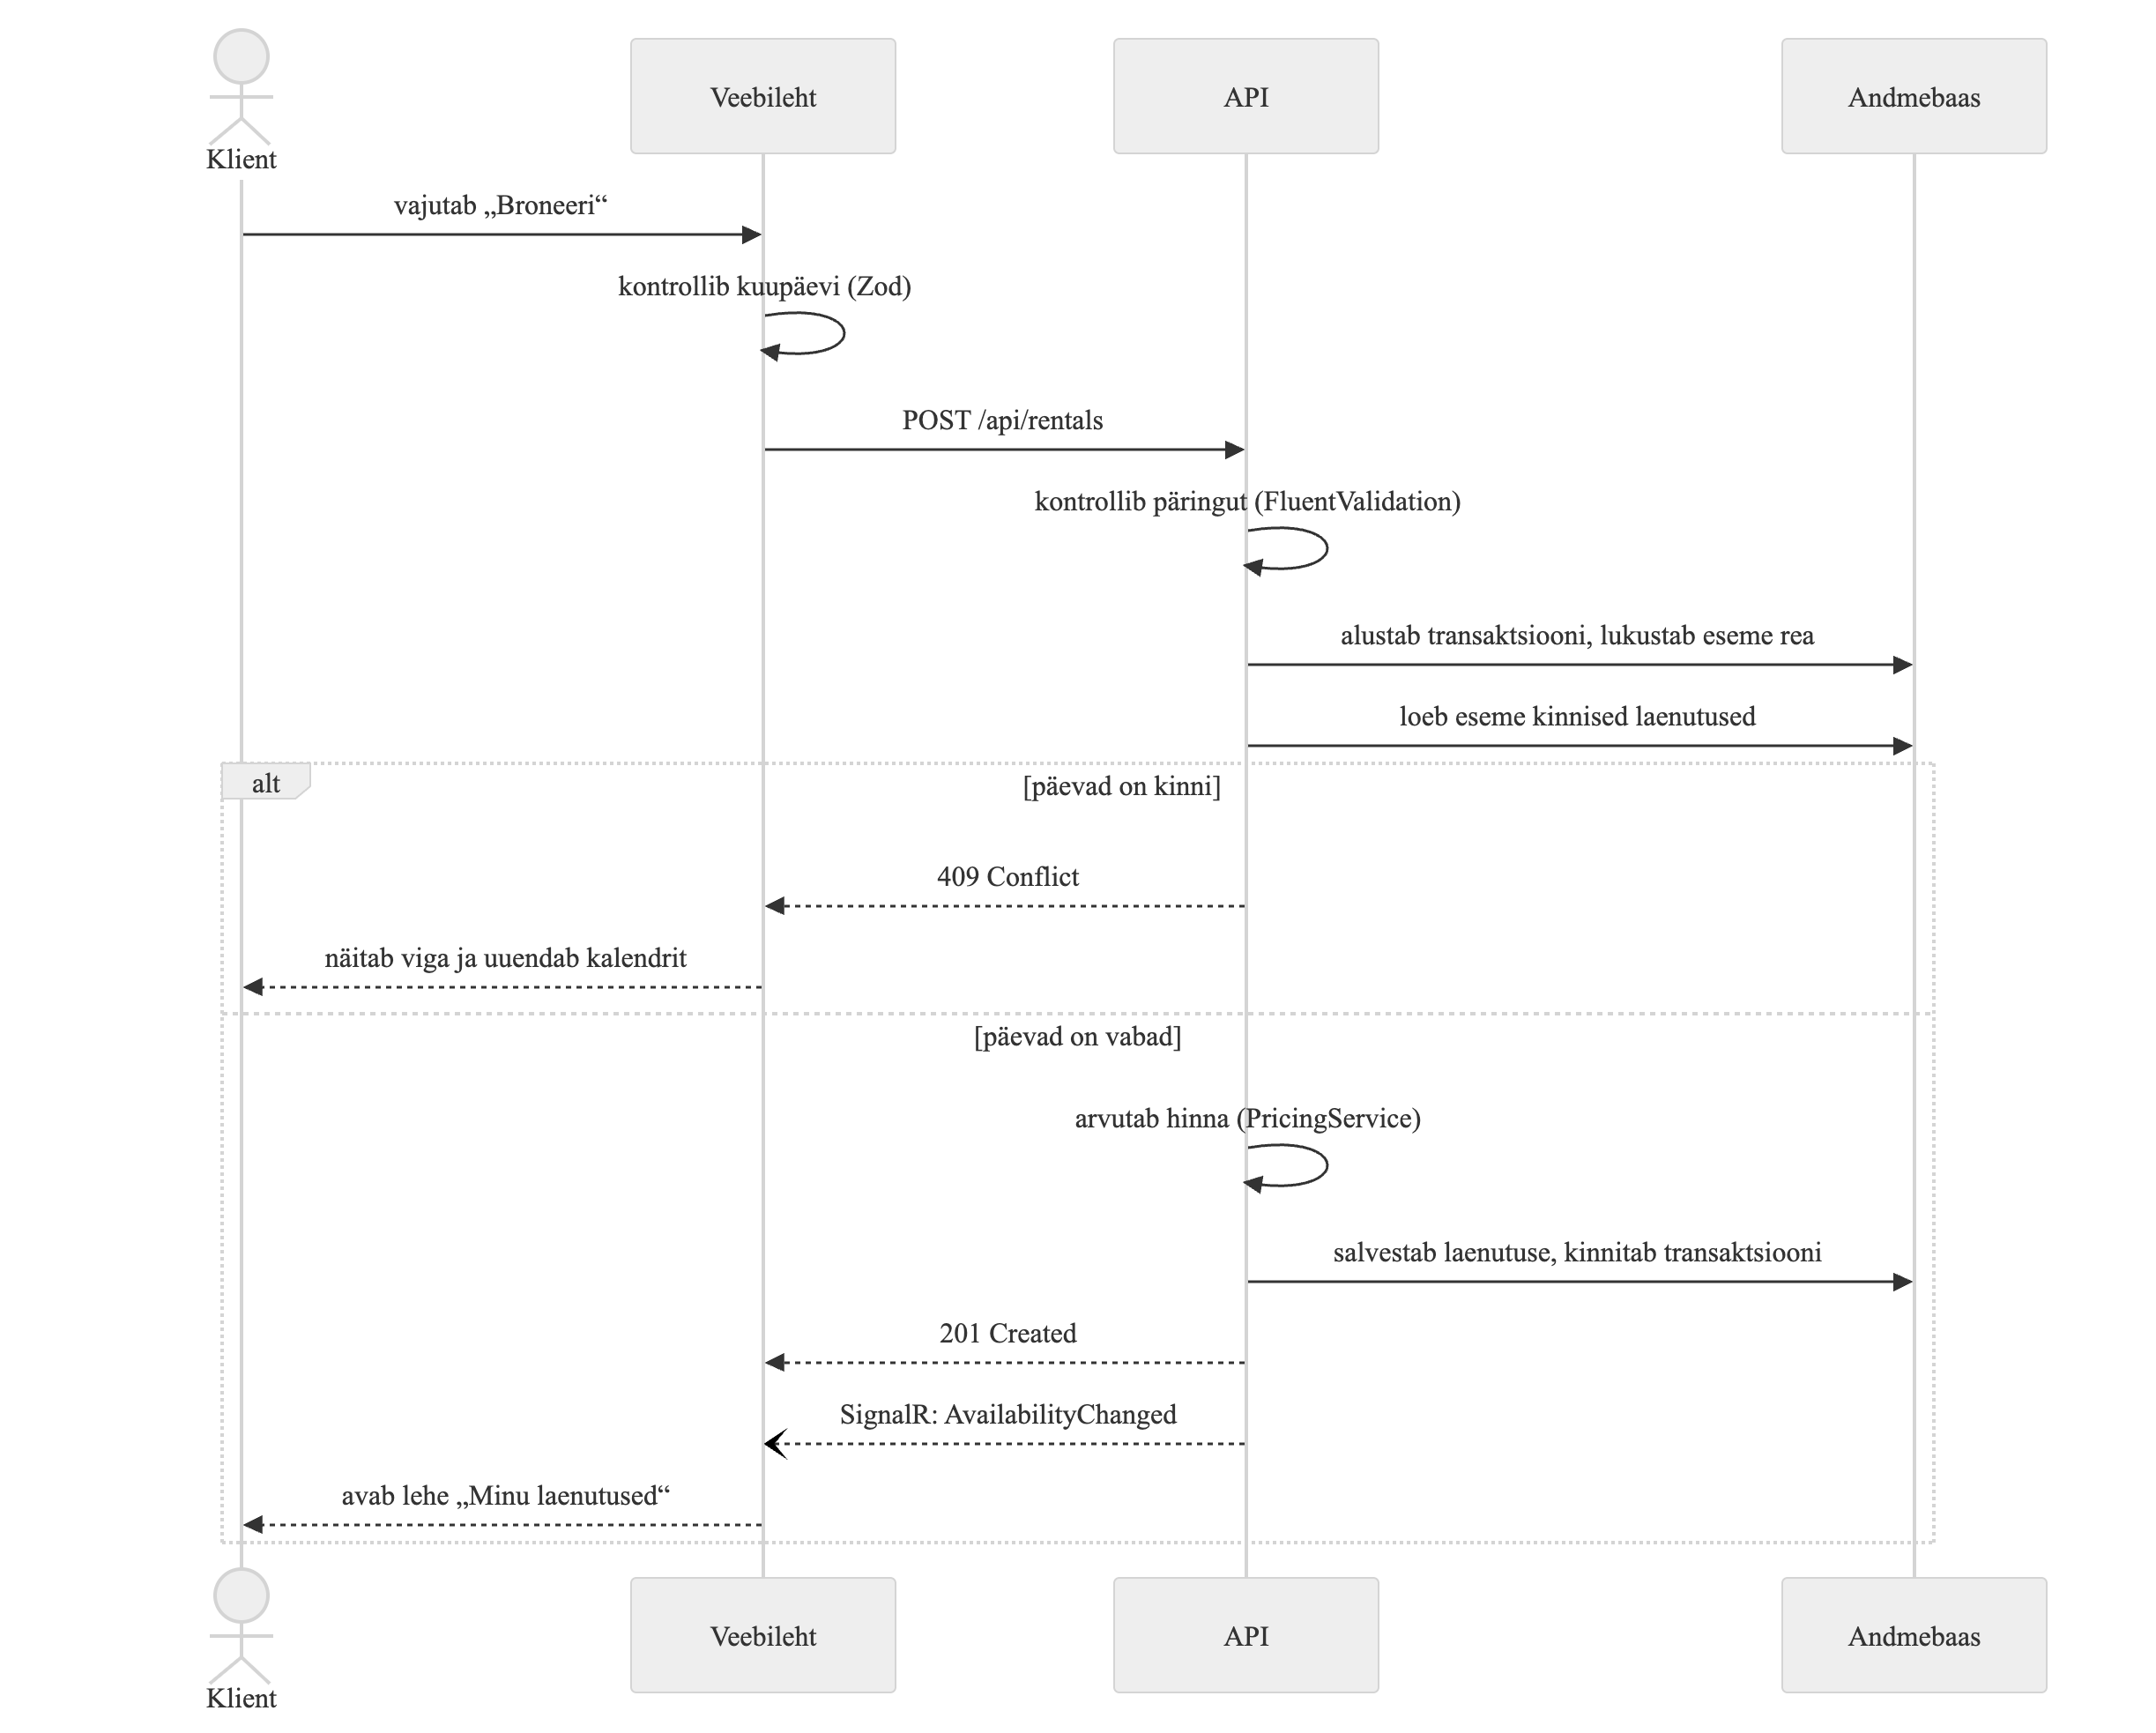 Klient
Veebileht
API
Andmebaas
vajutab „Broneeri“
kontrollib kuupäevi (Zod)
POST /api/rentals
kontrollib päringut (FluentValidation)
alustab transaktsiooni, lukustab eseme rea
loeb eseme kinnised laenutused
alt
[päevad on kinni]
409 Conflict
näitab viga ja uuendab kalendrit
[päevad on vabad]
arvutab hinna (PricingService)
salvestab laenutuse, kinnitab transaktsiooni
201 Created
SignalR: AvailabilityChanged
avab lehe „Minu laenutused“
Klient
Veebileht
API
Andmebaas